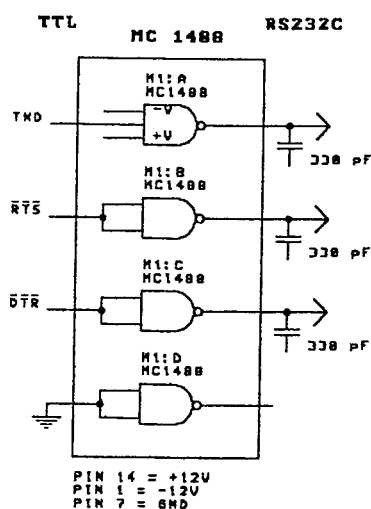 TTL
RS232C
MC 1488
M1:A
MC1488
TXD
-V
+V
330 pF
M1:B
MC1488
RTS
330 pF
M1:C
MC1488
DTR
330 pF
M1:D
MC1488
PIN 14 = +12V
PIN 1 = -12V
PIN 7 = GND